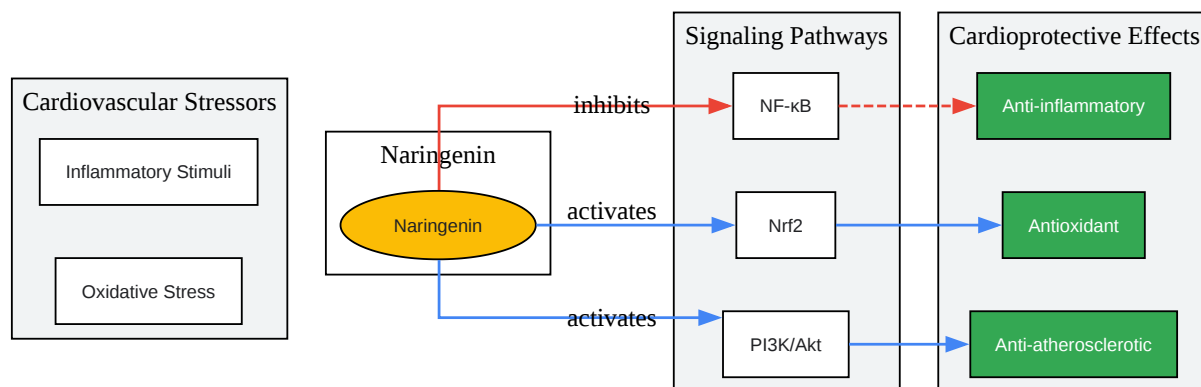 Cardiovascular Stressors
Inflammatory Stimuli
Oxidative Stress
Naringenin
Naringenin
inhibits
activates
activates
Signaling Pathways
NF-κB
Nrf2
PI3K/Akt
Cardioprotective Effects
Anti-inflammatory
Antioxidant
Anti-atherosclerotic